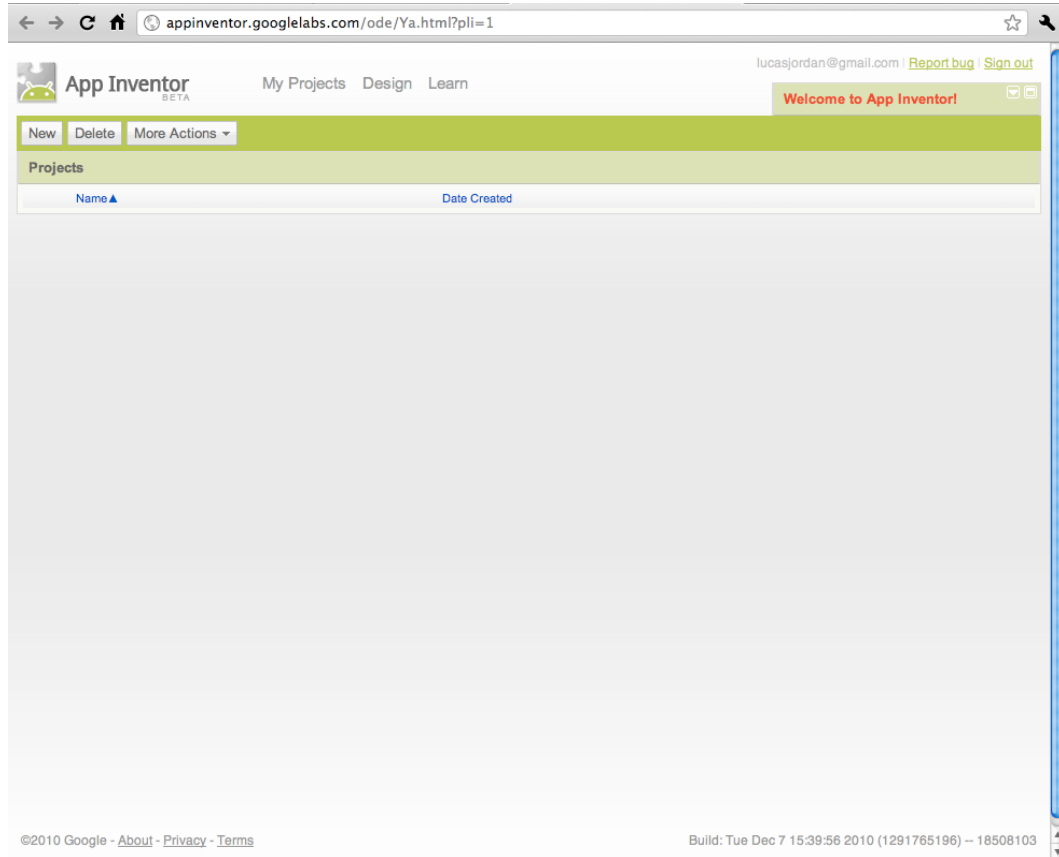 appinventor.googlelabs.com/ode/Ya.html?pli=1
lucasjordan@gmail.com | Report bug | Sign out
App Inventor
BETA
My Projects Design Learn
Welcome to App Inventor!
New Delete More Actions
Projects
Name Date Created
©2010 Google - About - Privacy - Terms
Build: Tue Dec 7 15:39:56 2010 (1291765196) -- 18508103